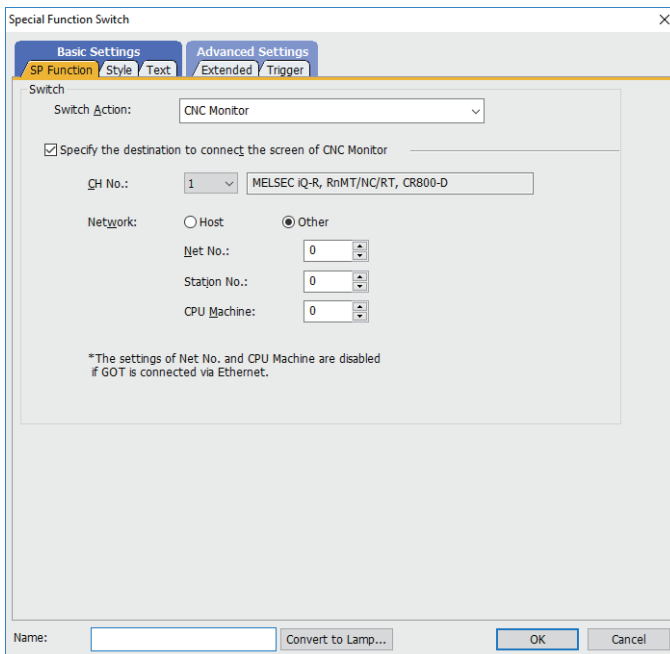 Special Function Switch
Basic Settings Advanced Settings
SP Function Style Text Extended Trigger
Switch
Switch Action: CNC Monitor
Specify the destination to connect the screen of CNC Monitor
CH No.: 1 MELSEC iQ-R, RnMT/NC/RT, CR800-D
Network: Host Other
Net No.: 0
Station No.: 0
CPU Machine: 0
*The settings of Net No. and CPU Machine are disabled
if GOT is connected via Ethernet.
Name: Convert to Lamp... OK Cancel